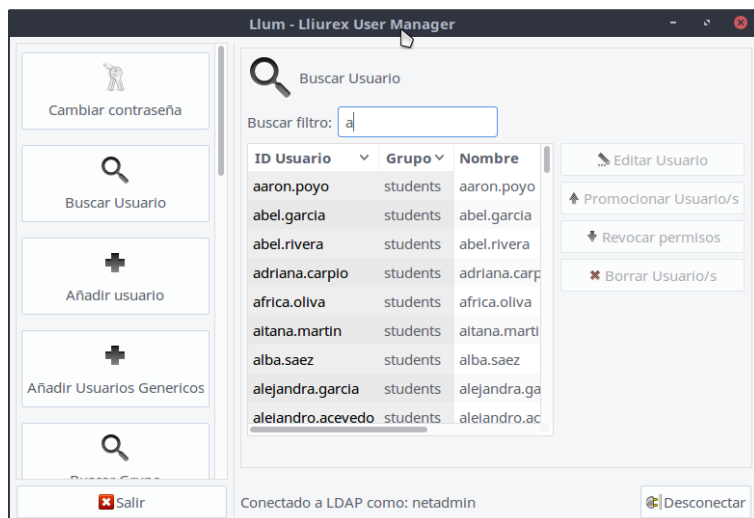 Llum - Lliurex User Manager
Cambiar contraseña
Buscar Usuario
Añadir usuario
Añadir Usuarios Genericos
Buscar Grupo
Salir
Buscar Usuario
Buscar filtro: a
ID Usuario Grupo Nombre
aaron.poyo students aaron.poyo
abel.garcia students abel.garcia
abel.rivera students abel.rivera
adriana.carpio students adriana.carp
africa.oliva students africa.oliva
aitana.martin students aitana.marti
alba.saez students alba.saez
alejandra.garcia students alejandra.ga
alejandro.acevedo students alejandro.ac
Editar Usuario
Promocionar Usuario/s
Revocar permisos
Borrar Usuario/s
Conectado a LDAP como: netadmin
Desconectar